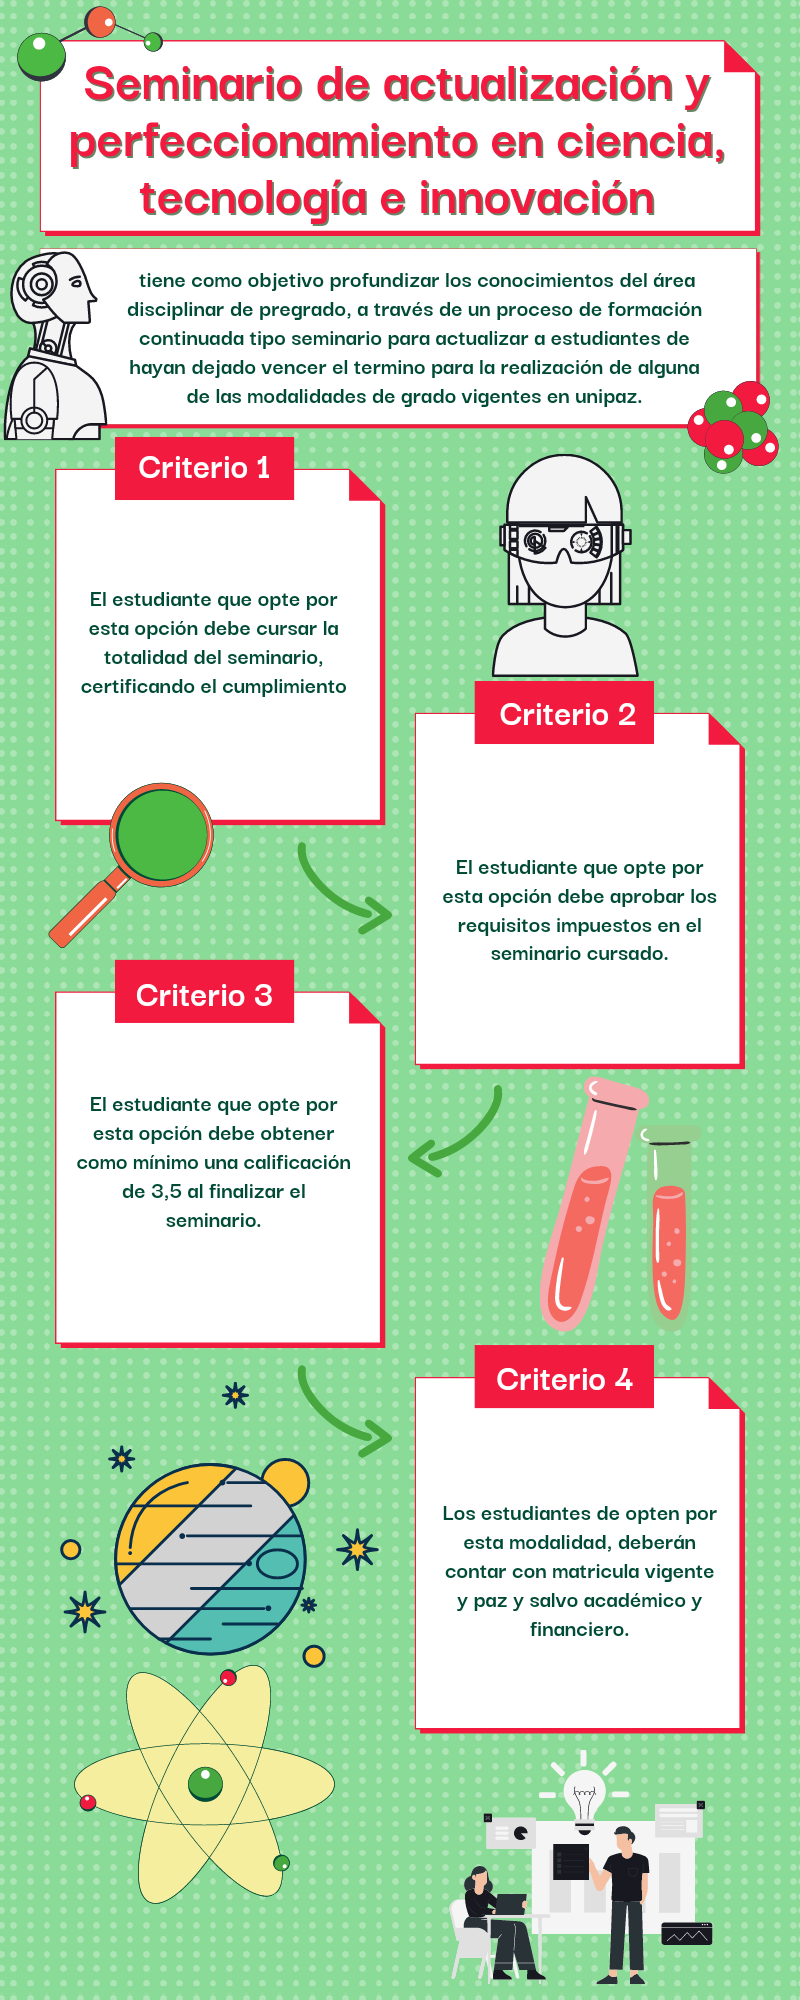 Seminario de actualización y
perfeccionamiento en ciencia,
tecnología e innovación
tiene como objetivo profundizar los conocimientos del área
disciplinar de pregrado, a través de un proceso de formación
continuada tipo seminario para actualizar a estudiantes de
hayan dejado vencer el termino para la realización de alguna
de las modalidades de grado vigentes en unipaz.
Criterio 1
El estudiante que opte por
esta opción debe cursar la
totalidad del seminario,
certificando el cumplimiento
Criterio 2
El estudiante que opte por
esta opción debe aprobar los
requisitos impuestos en el
seminario cursado.
Criterio 3
El estudiante que opte por
esta opción debe obtener
como mínimo una calificación
de 3,5 al finalizar el
seminario.
Criterio 4
Los estudiantes de opten por
esta modalidad, deberán
contar con matricula vigente
y paz y salvo académico y
financiero.